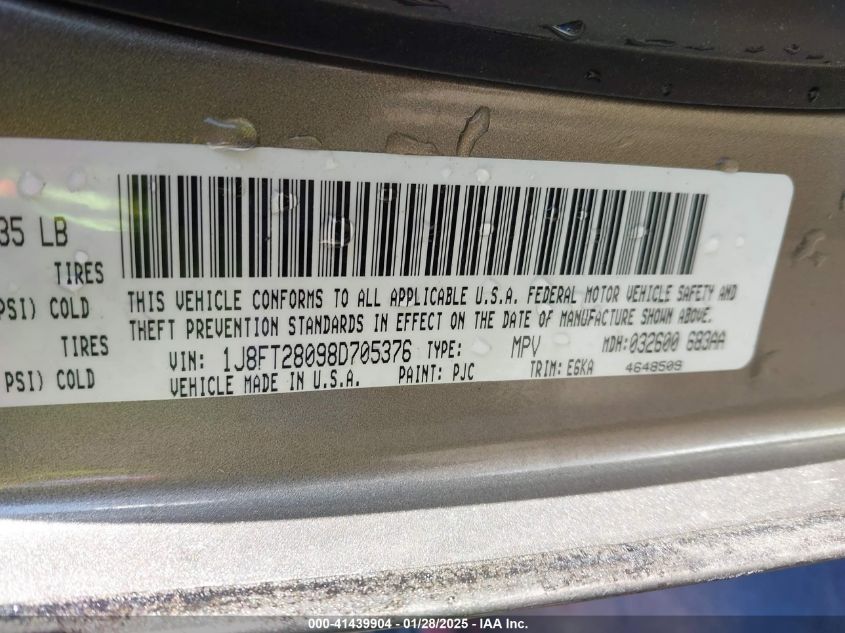 35 LB
TIRES
PSI) COLD
TIRES
PSI) COLD
THIS VEHICLE CONFORMS TO ALL APPLICABLE U.S.A. FEDERAL MOTOR VEHICLE SAFETY AND
THEFT PREVENTION STANDARDS IN EFFECT ON THE DATE OF MANUFACTURE SHOWN ABOVE.
VIN: 1J8FT28098D705376 TYPE: MPV MDH:032600 683AA
VEHICLE MADE IN U.S.A. PAINT: PJC TRIM: E6KA 4648509
000-41439904 - 01/28/2025 - IAA Inc.